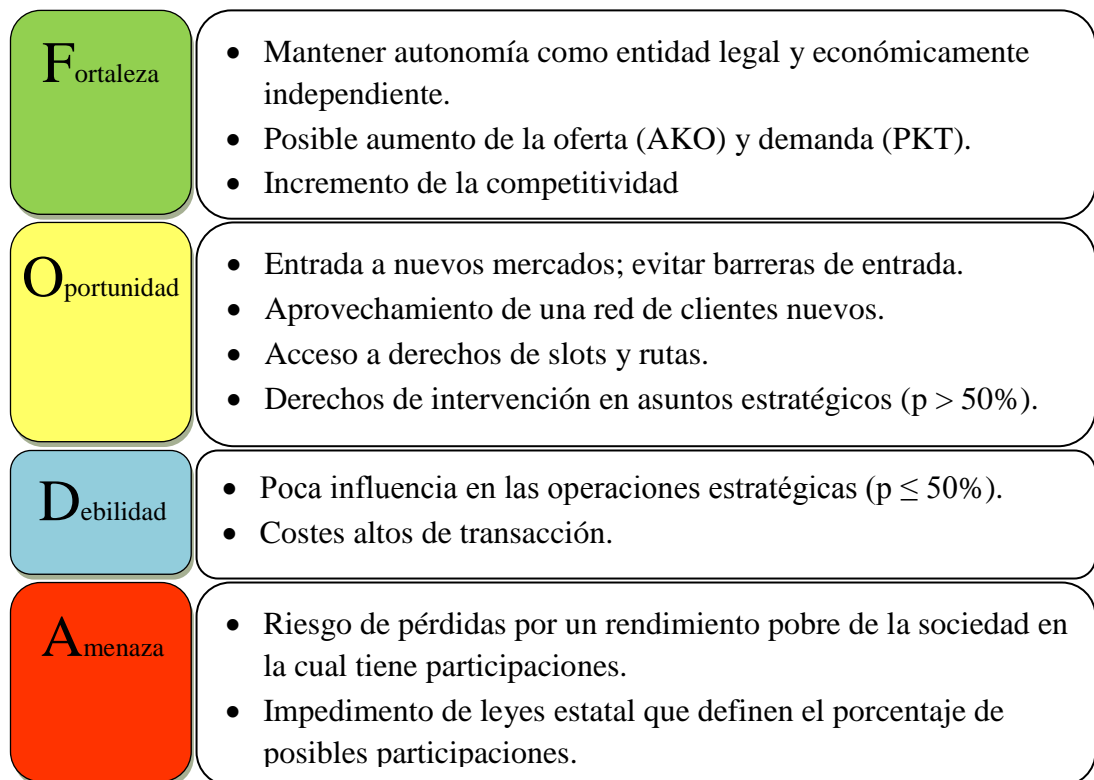 Fortaleza
• Mantener autonomía como entidad legal y económicamente
independiente.
• Posible aumento de la oferta (AKO) y demanda (PKT).
• Incremento de la competitividad
Oportunidad
• Entrada a nuevos mercados; evitar barreras de entrada.
• Aprovechamiento de una red de clientes nuevos.
• Acceso a derechos de slots y rutas.
• Derechos de intervención en asuntos estratégicos (p > 50%).
Debilidad
• Poca influencia en las operaciones estratégicas (p ≤ 50%).
• Costes altos de transacción.
Amenaza
• Riesgo de pérdidas por un rendimiento pobre de la sociedad en
la cual tiene participaciones.
• Impedimento de leyes estatal que definen el porcentaje de
posibles participaciones.